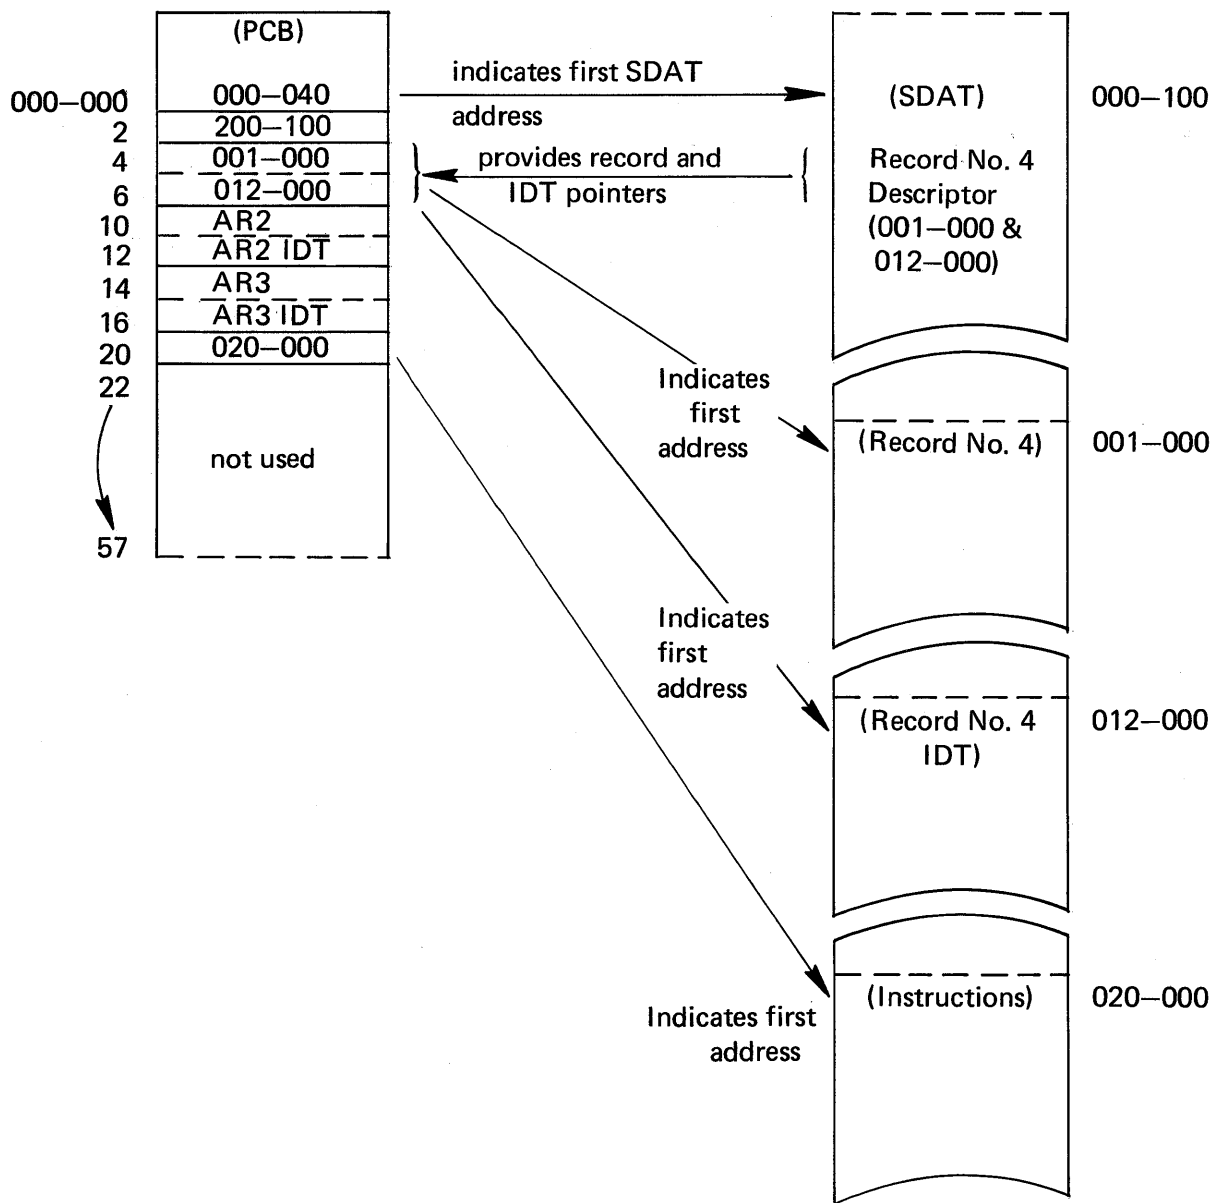 (PCB)
000–000 000–040
2 200–100
4 001–000
6 012–000
10 AR2
12 AR2 IDT
14 AR3
16 AR3 IDT
20 020–000
22
not used
57
indicates first SDAT
address
provides record and
IDT pointers
(SDAT) 000–100
Record No. 4
Descriptor
(001–000 &
012–000)
Indicates
first
address
(Record No. 4) 001–000
Indicates
first
address
(Record No. 4 012–000
IDT)
Indicates first
address
(Instructions) 020–000